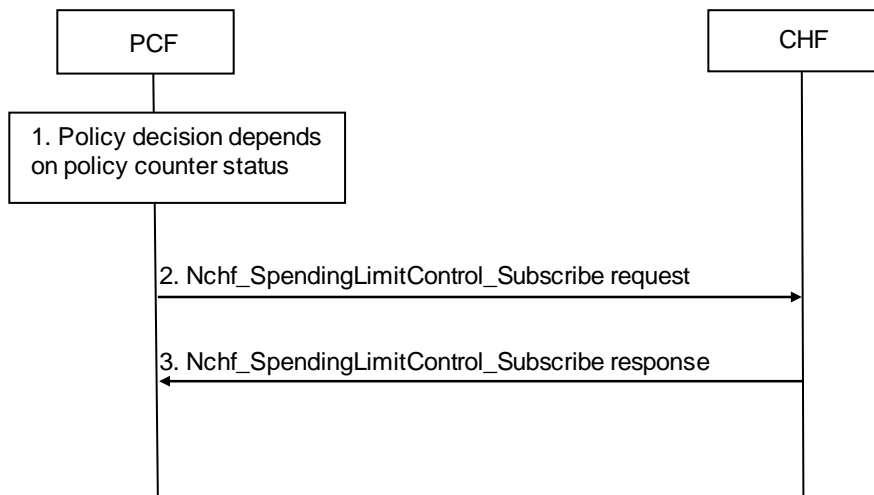 PCF
CHF
1. Policy decision depends
on policy counter status
2. Nchf_SpendingLimitControl_Subscribe request
3. Nchf_SpendingLimitControl_Subscribe response